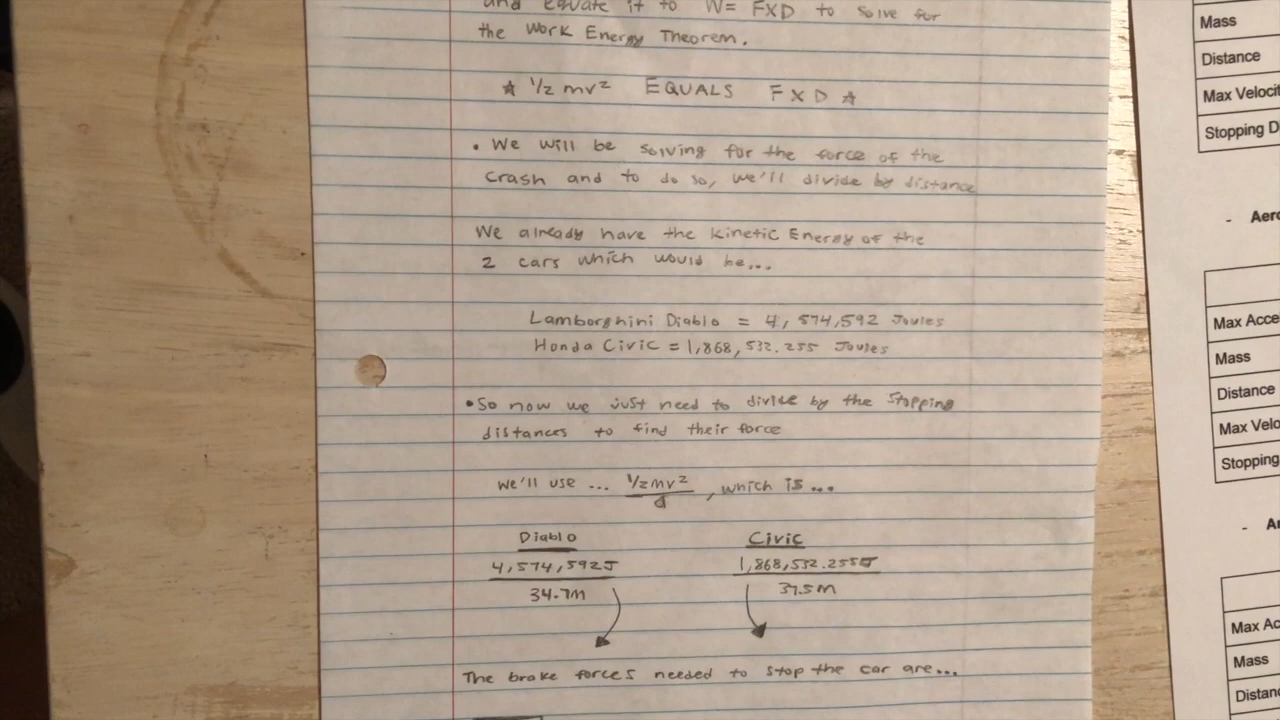 and equate it to W= FXD to solve for
the Work Energy Theorem.
☆ 1/2 mv² EQUALS FXD ☆
• We will be solving for the force of the
crash and to do so, we'll divide by distance
We already have the Kinetic Energy of the
2 cars which would be...
Lamborghini Diablo = 4,574,592 Joules
Honda Civic = 1,868,532.255 Joules
• So now we just need to divide by the stopping
distances to find their force
We'll use ... 1/2mv²/d, which is ...
Diablo Civic
4,574,592J 1,868,532.255J
34.7m 37.5m
The brake forces needed to stop the car are...
Mass
Distance
Max Velocit
Stopping D
- Aero
Max Acce
Mass
Distance
Max Velo
Stopping
- Ar
Max Ac
Mass
Distanc